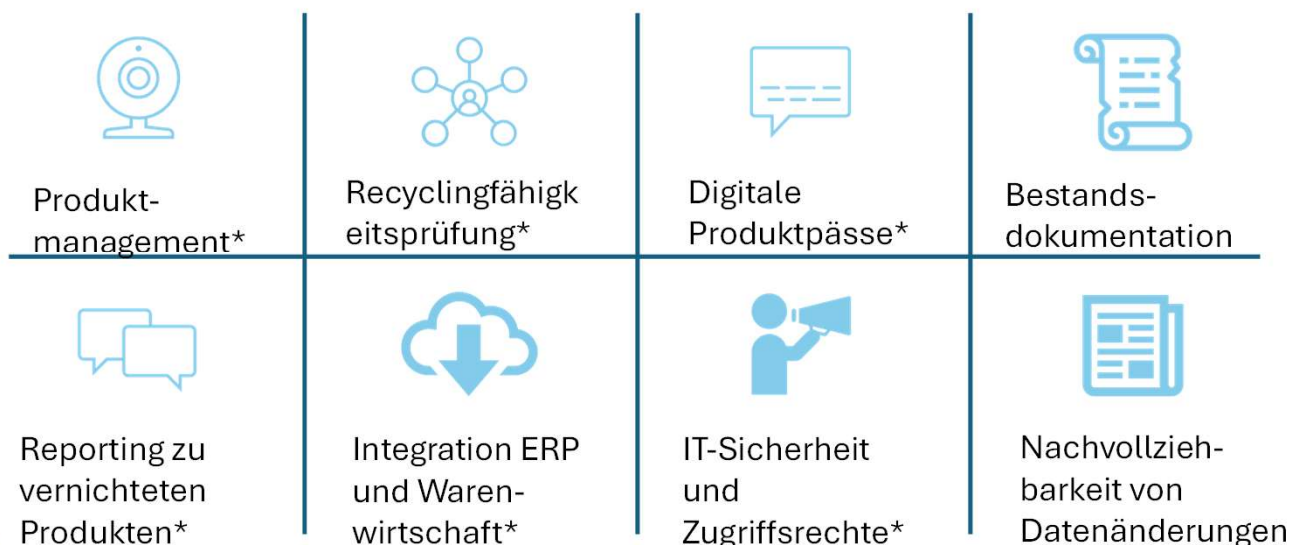 Produkt-
management*
Recyclingfähigk
eitsprüfung*
Digitale
Produktpässe*
Bestands-
dokumentation
Reporting zu
vernichteten
Produkten*
Integration ERP
und Waren-
wirtschaft*
IT-Sicherheit
und
Zugriffsrechte*
Nachvollzieh-
barkeit von
Datenänderungen